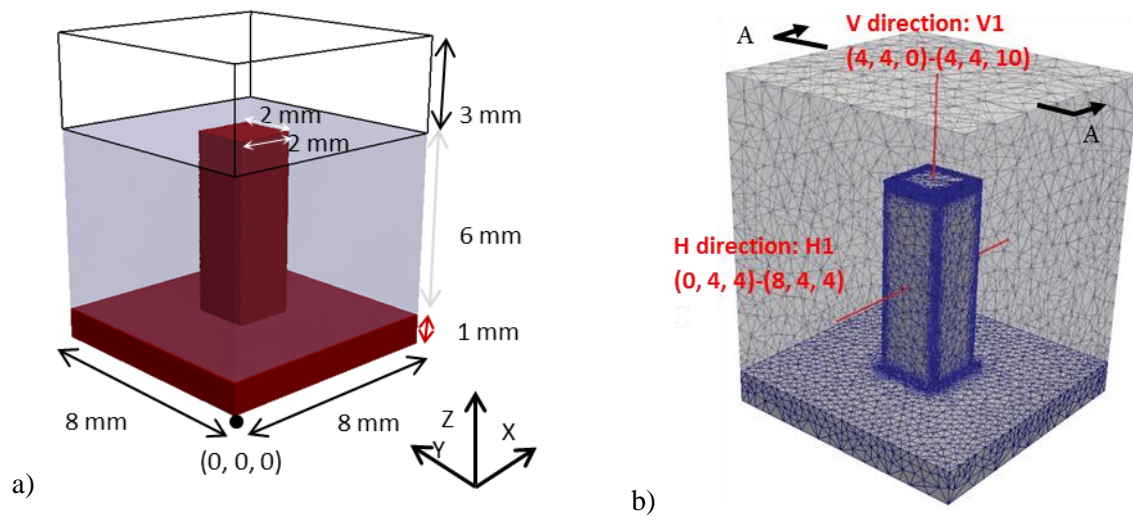 2 mm
2 mm
3 mm
6 mm
1 mm
8 mm
8 mm
(0, 0, 0)
Z
Y
X
a)
V direction: V1
(4, 4, 0)-(4, 4, 10)
A
A
H direction: H1
(0, 4, 4)-(8, 4, 4)
b)